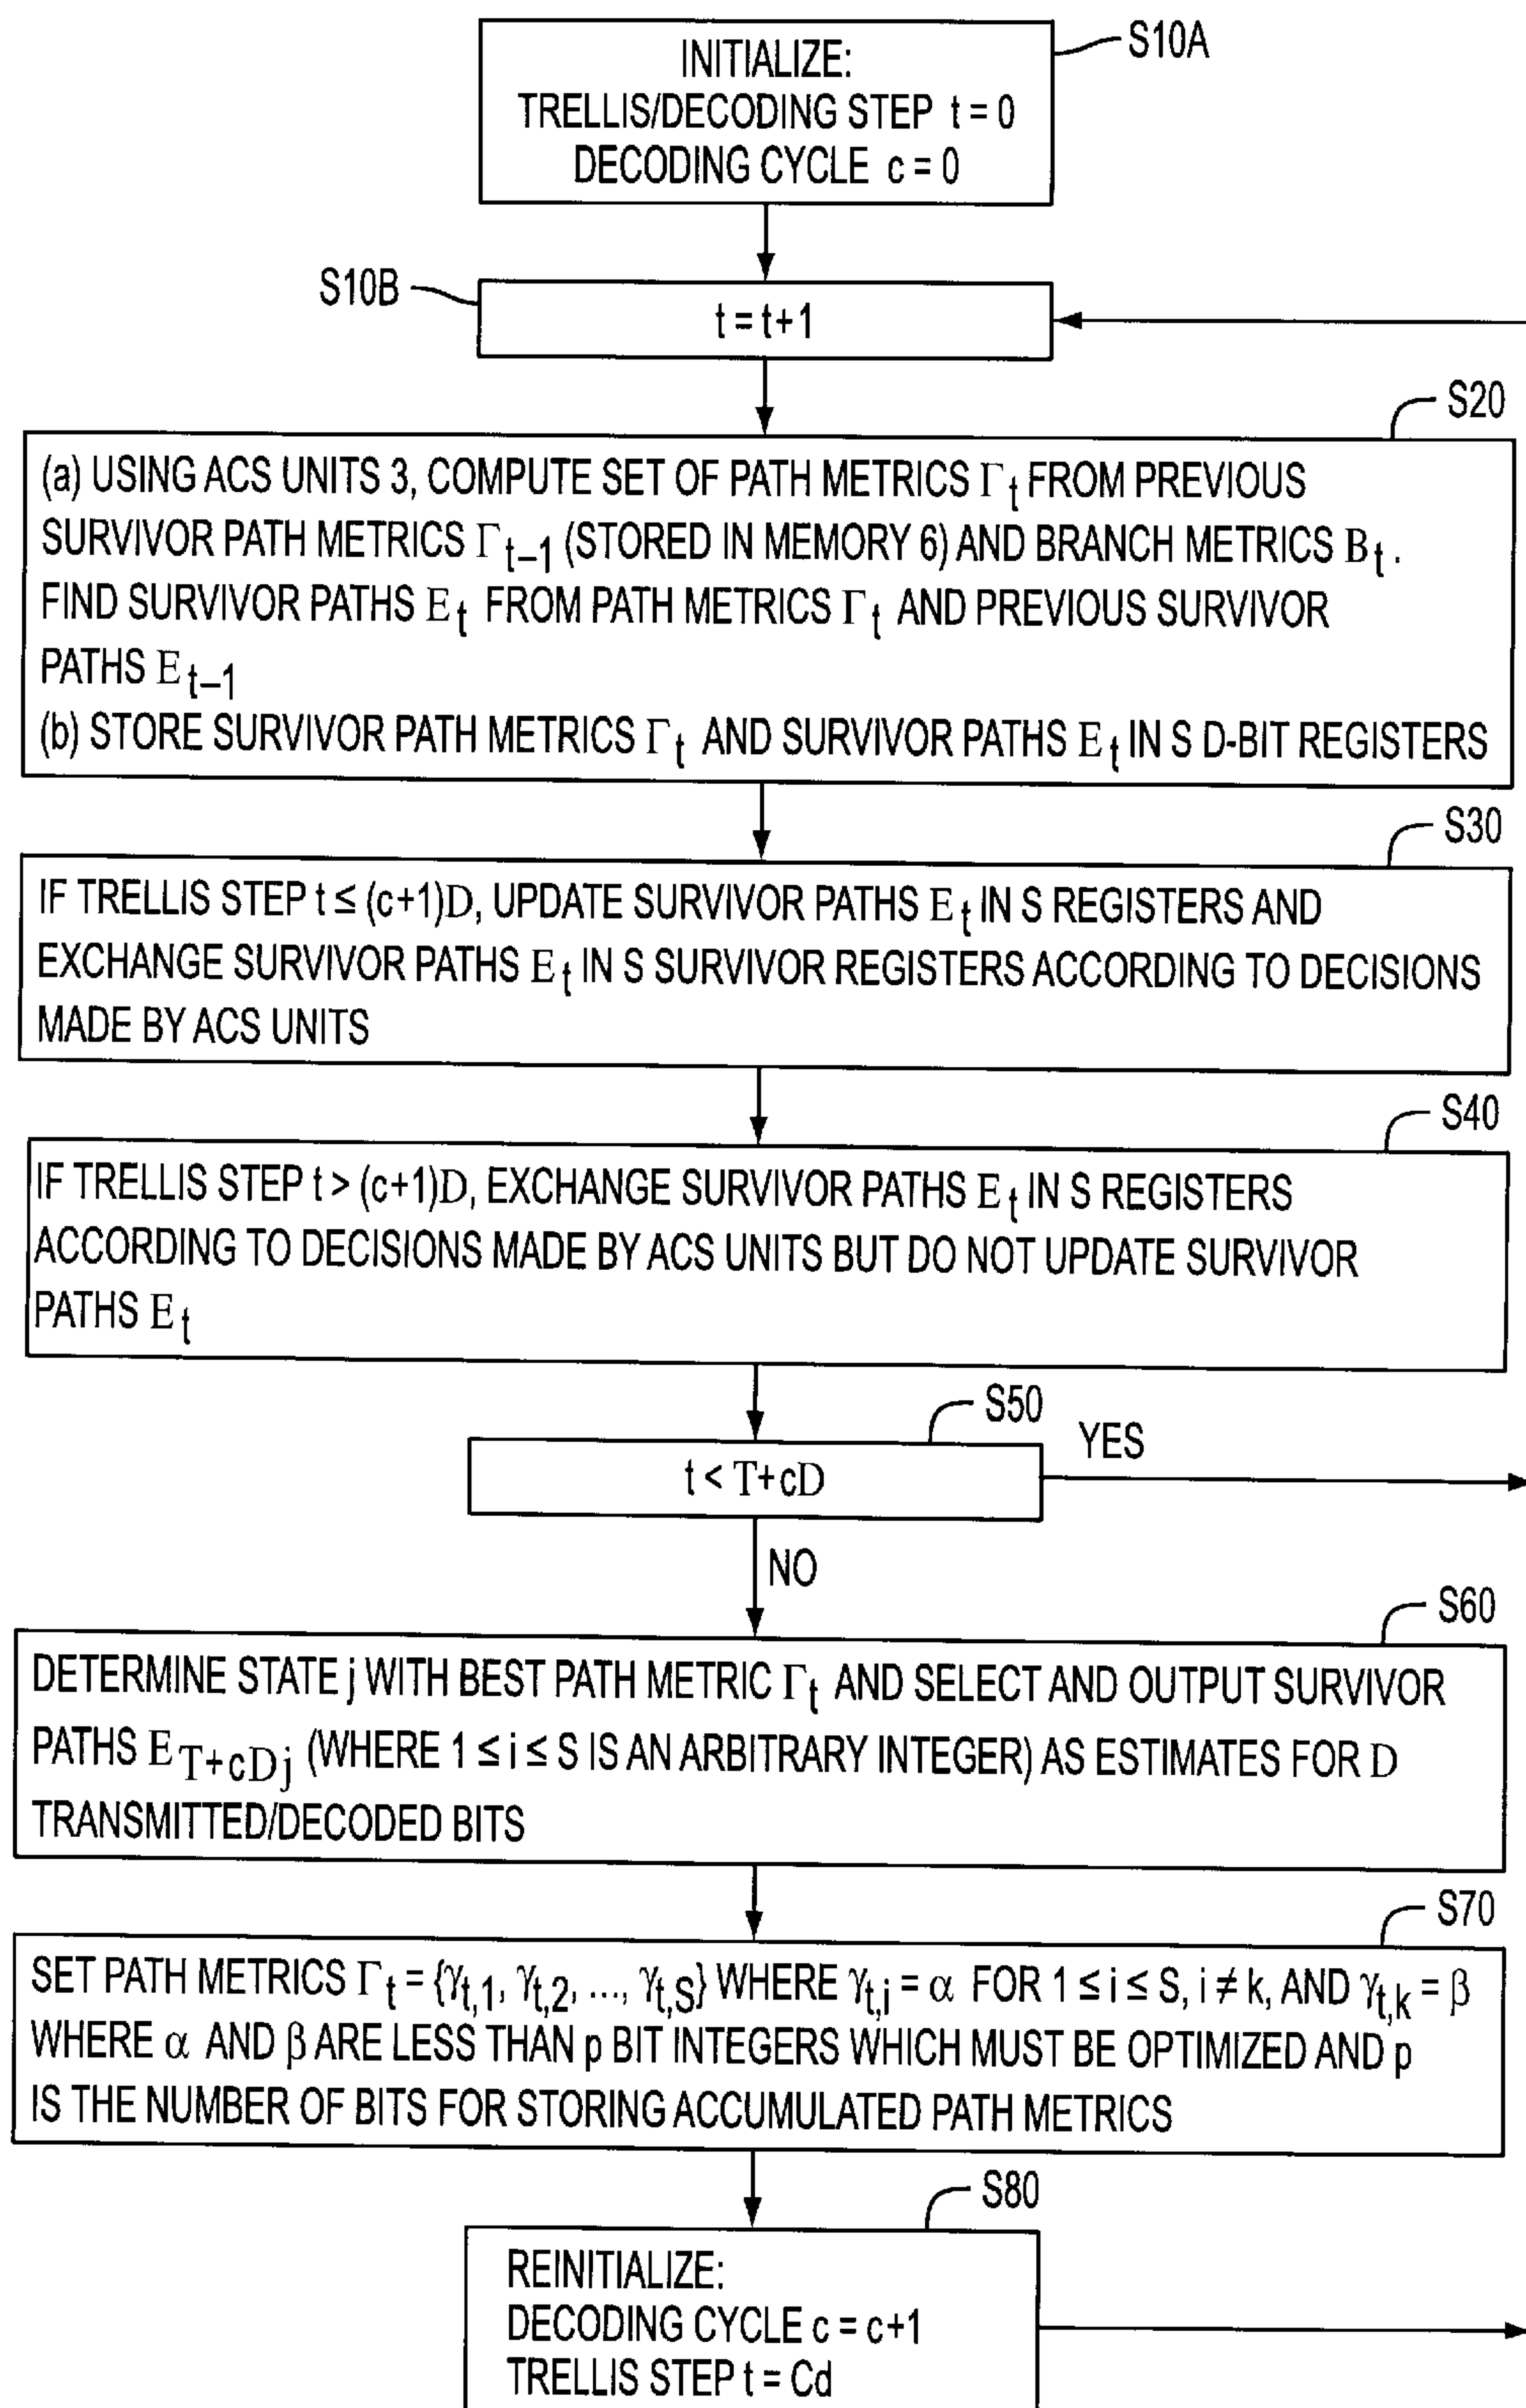 S10A
INITIALIZE:
TRELLIS/DECODING STEP t = 0
DECODING CYCLE c = 0
S10B
t = t+1
S20
(a) USING ACS UNITS 3, COMPUTE SET OF PATH METRICS Γt FROM PREVIOUS
SURVIVOR PATH METRICS Γt–1 (STORED IN MEMORY 6) AND BRANCH METRICS Bt.
FIND SURVIVOR PATHS Et FROM PATH METRICS Γt AND PREVIOUS SURVIVOR
PATHS Et–1
(b) STORE SURVIVOR PATH METRICS Γt AND SURVIVOR PATHS Et IN S D-BIT REGISTERS
S30
IF TRELLIS STEP t ≤ (c+1)D, UPDATE SURVIVOR PATHS Et IN S REGISTERS AND
EXCHANGE SURVIVOR PATHS Et IN S SURVIVOR REGISTERS ACCORDING TO DECISIONS
MADE BY ACS UNITS
S40
IF TRELLIS STEP t > (c+1)D, EXCHANGE SURVIVOR PATHS Et IN S REGISTERS
ACCORDING TO DECISIONS MADE BY ACS UNITS BUT DO NOT UPDATE SURVIVOR
PATHS Et
S50
t < T+cD
YES
NO
S60
DETERMINE STATE j WITH BEST PATH METRIC Γt AND SELECT AND OUTPUT SURVIVOR
PATHS ET+cDj (WHERE 1 ≤ i ≤ S IS AN ARBITRARY INTEGER) AS ESTIMATES FOR D
TRANSMITTED/DECODED BITS
S70
SET PATH METRICS Γt = {γt,1, γt,2, ..., γt,S} WHERE γt,i = α FOR 1 ≤ i ≤ S, i ≠ k, AND γt,k = β
WHERE α AND β ARE LESS THAN p BIT INTEGERS WHICH MUST BE OPTIMIZED AND p
IS THE NUMBER OF BITS FOR STORING ACCUMULATED PATH METRICS
S80
REINITIALIZE:
DECODING CYCLE c = c+1
TRELLIS STEP t = Cd